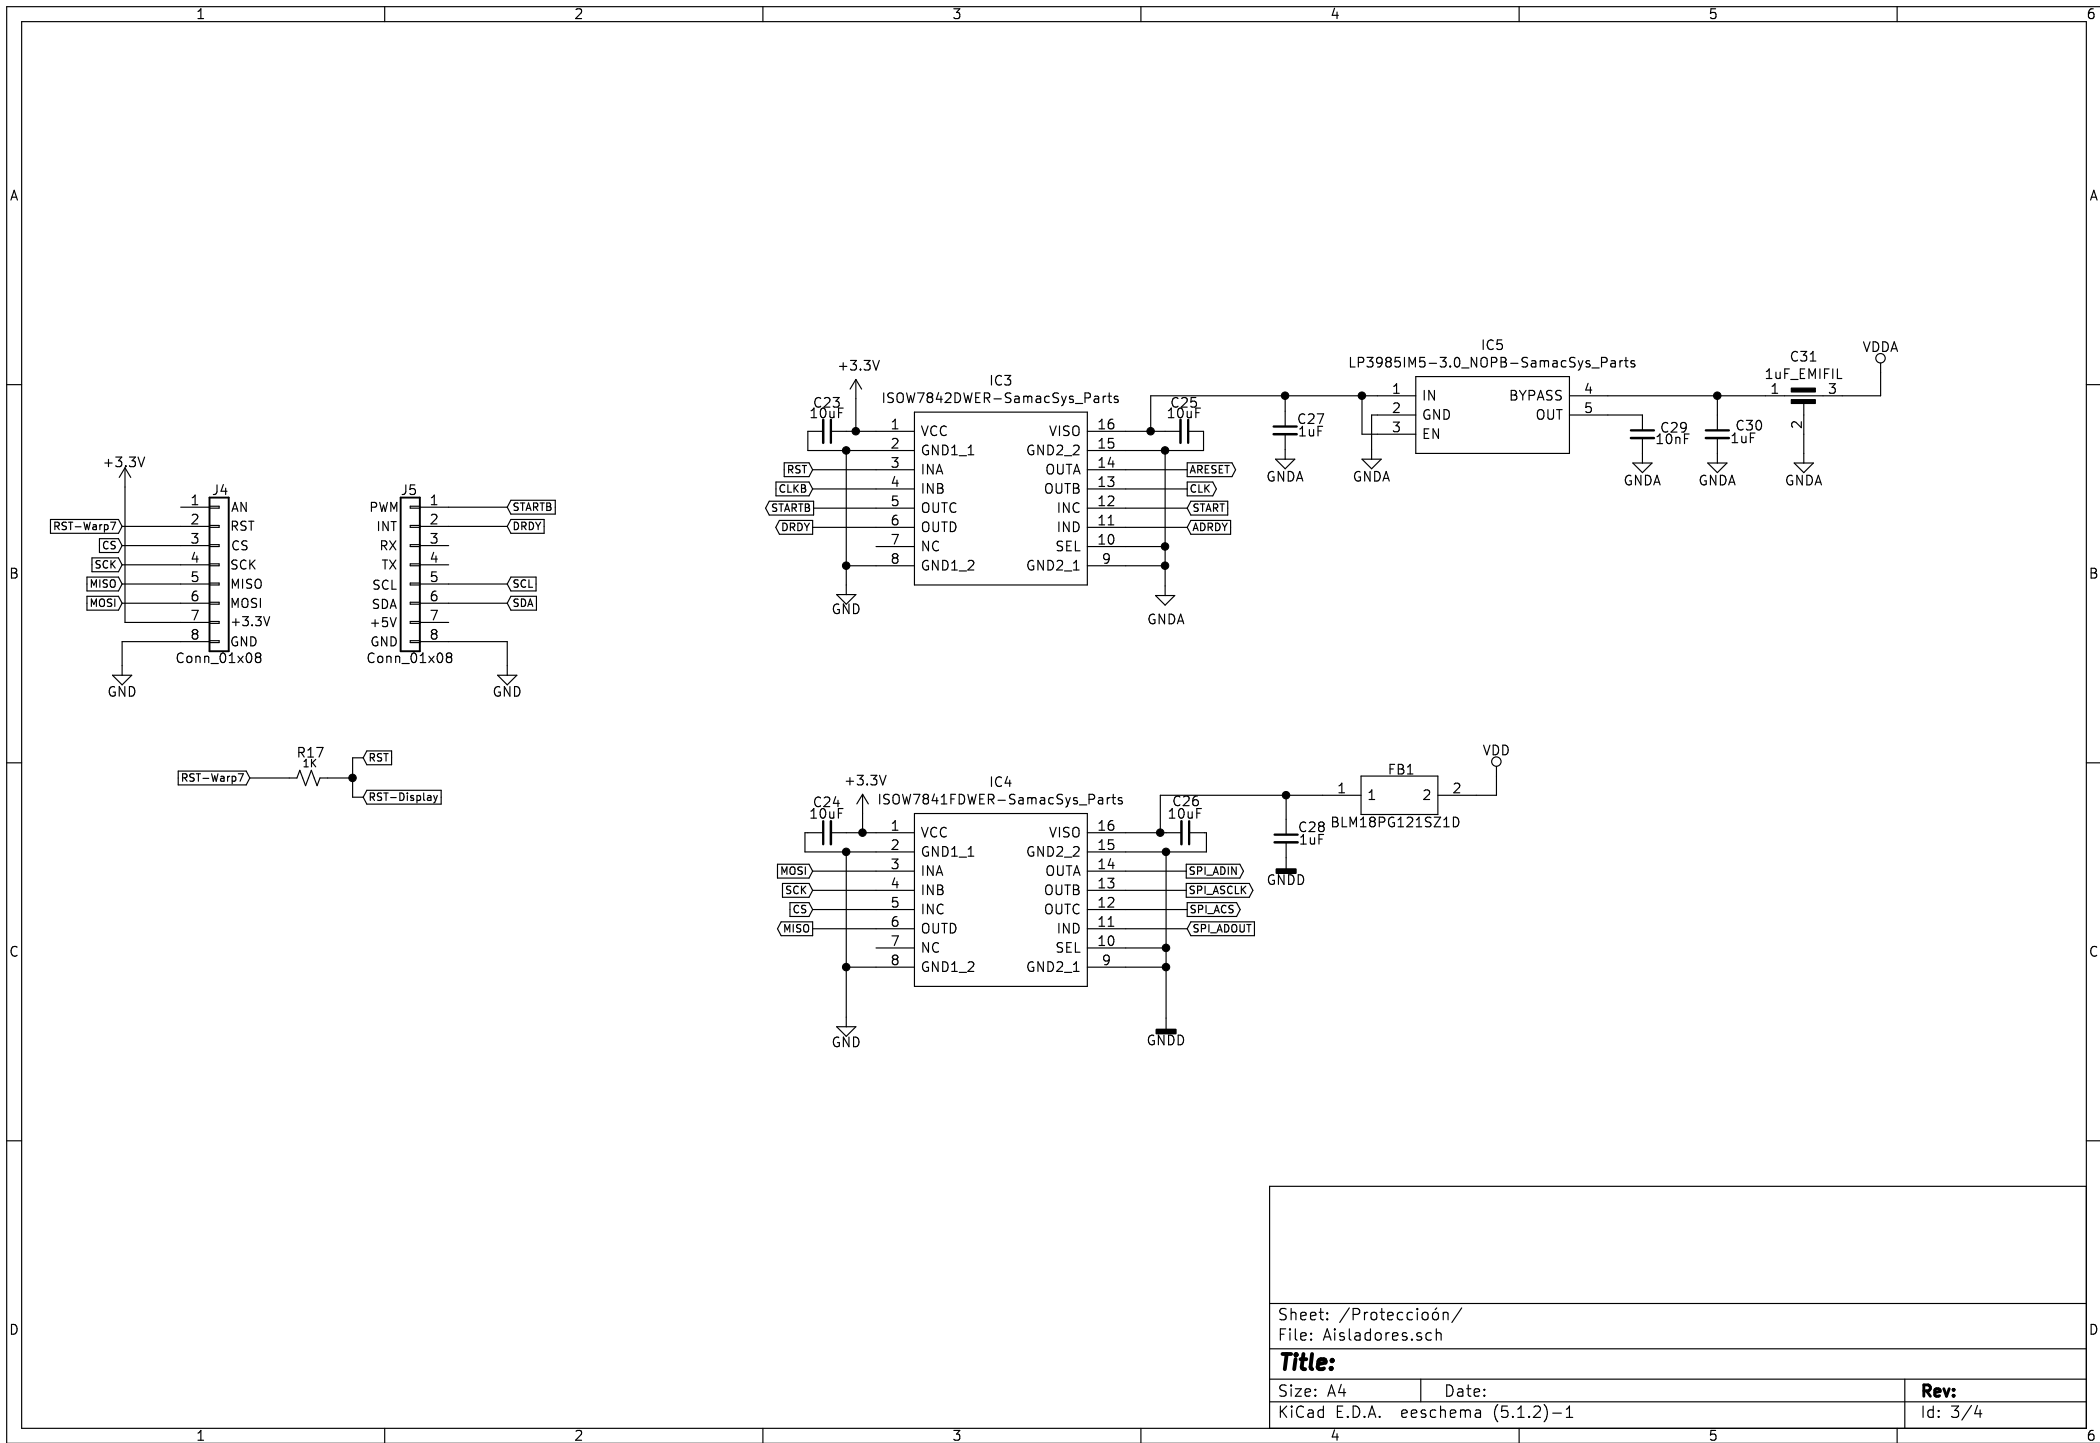 1 2 3 4 5 6
A A
B B
C C
D D
+3.3V
J4
1 AN
RST-Warp7 2 RST
CS 3 CS
SCK 4 SCK
MISO 5 MISO
MOSI 6 MOSI
7 +3.3V
8 GND
Conn_01x08
GND
J5
PWM 1 STARTB
INT 2 DRDY
RX 3
TX 4
SCL 5 SCL
SDA 6 SDA
+5V 7
GND 8
Conn_01x08
GND
R17
1K
RST-Warp7
RST
RST-Display
+3.3V
C23
10uF
IC3
ISOW7842DWER-SamacSys_Parts
C25
10uF
1 VCC VISO 16
2 GND1_1 GND2_2 15
RST 3 INA OUTA 14 ARESET
CLKB 4 INB OUTB 13 CLK
STARTB 5 OUTC INC 12 START
DRDY 6 OUTD IND 11 ADRDY
7 NC SEL 10
8 GND1_2 GND2_1 9
GND
GNDA
C27
1uF
GNDA
IC5
LP3985IM5-3.0_NOPB-SamacSys_Parts
1 IN BYPASS 4
2 GND OUT 5
3 EN
GNDA
C29
10nF
GNDA
C30
1uF
GNDA
C31
1uF_EMIFIL
1 3
2
GNDA
VDDA
+3.3V
C24
10uF
IC4
ISOW7841FDWER-SamacSys_Parts
C26
10uF
1 VCC VISO 16
2 GND1_1 GND2_2 15
MOSI 3 INA OUTA 14 SPI_ADIN
SCK 4 INB OUTB 13 SPI_ASCLK
CS 5 INC OUTC 12 SPI_ACS
MISO 6 OUTD IND 11 SPI_ADOUT
7 NC SEL 10
8 GND1_2 GND2_1 9
GND
GNDD
C28
1uF
GNDD
FB1
1 1 2 2
BLM18PG121SZ1D
VDD
Sheet: /Proteccioón/
File: Aisladores.sch
Title:
Size: A4 Date: Rev:
KiCad E.D.A. eeschema (5.1.2)-1 Id: 3/4
1 2 3 4 5 6